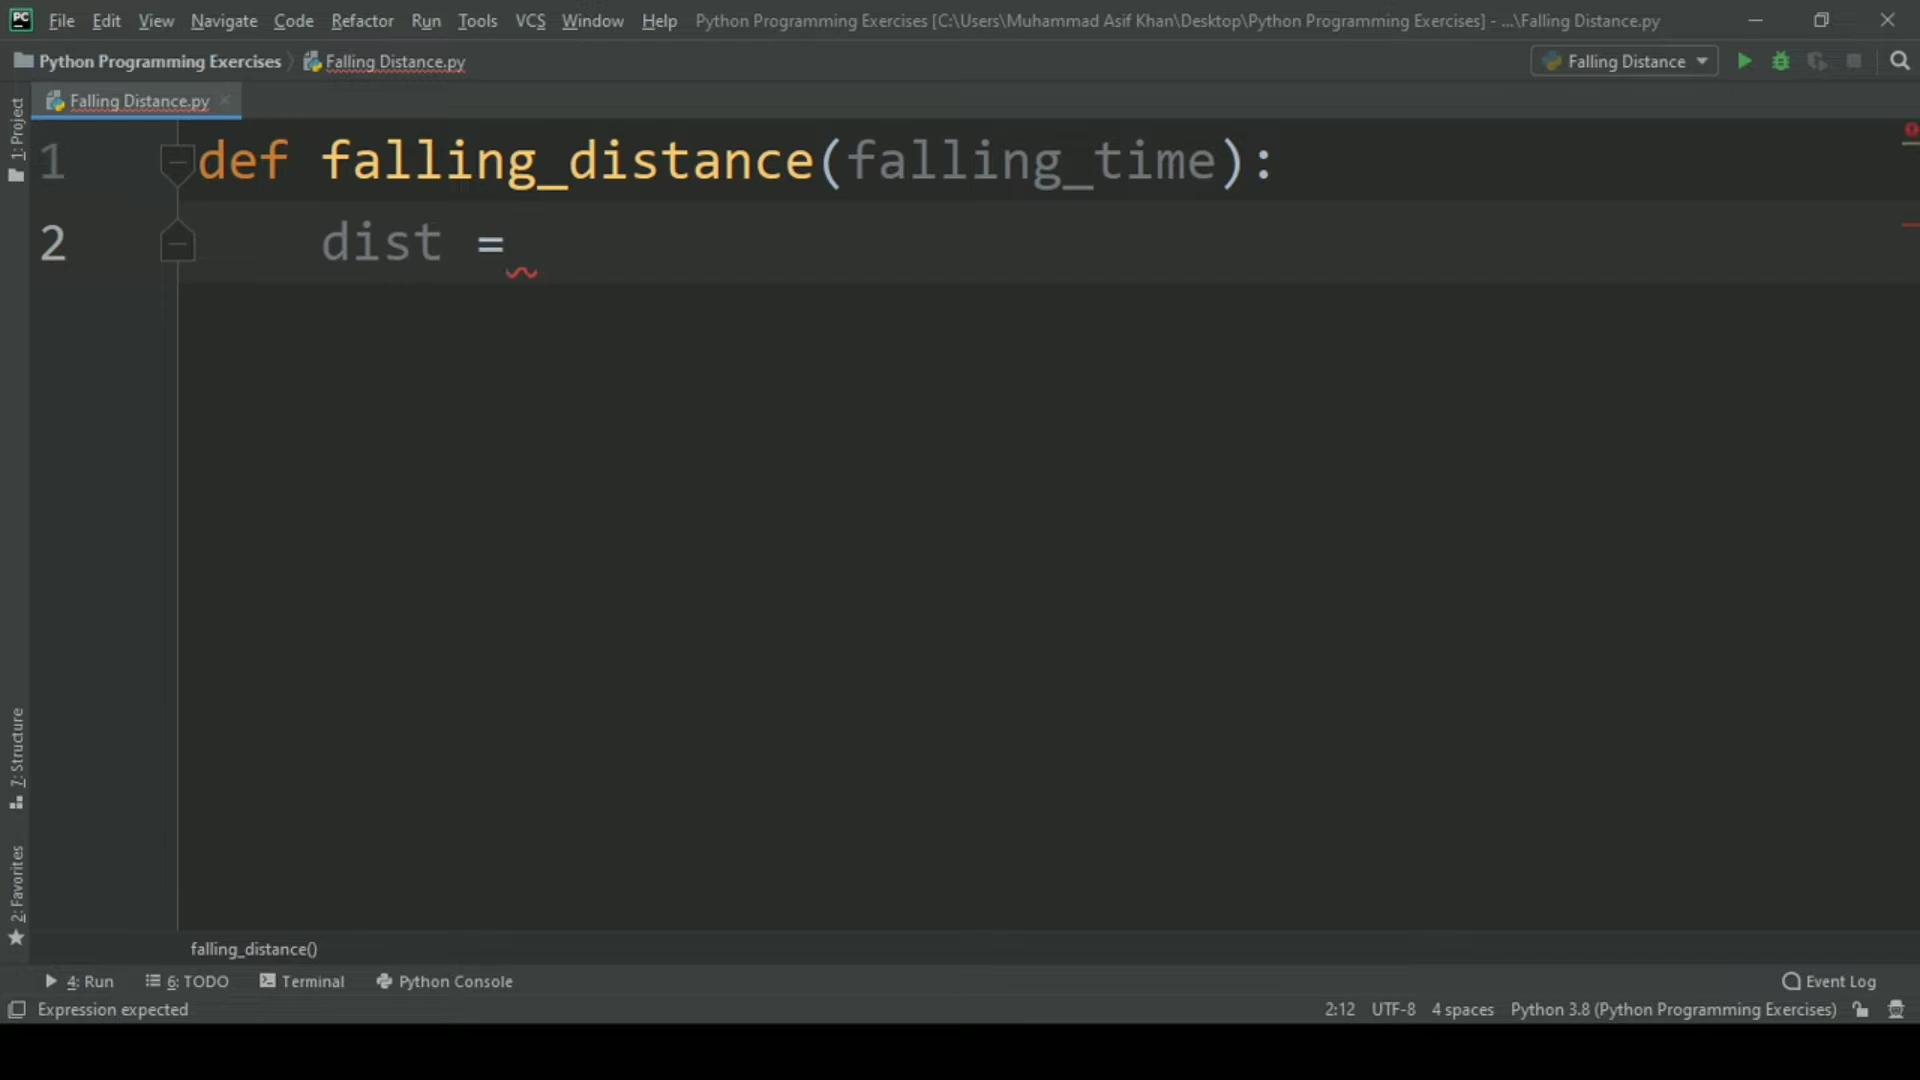 PC File Edit View Navigate Code Refactor Run Tools VCS Window Help Python Programming Exercises [C:\Users\Muhammad Asif Khan\Desktop\Python Programming Exercises] - ...\Falling Distance.py
Python Programming Exercises Falling Distance.py Falling Distance
Falling Distance.py
1: Project
1 def falling_distance(falling_time):
2 dist =
7: Structure
2: Favorites
falling_distance()
4: Run 6: TODO Terminal Python Console Event Log
Expression expected 2:12 UTF-8 4 spaces Python 3.8 (Python Programming Exercises)